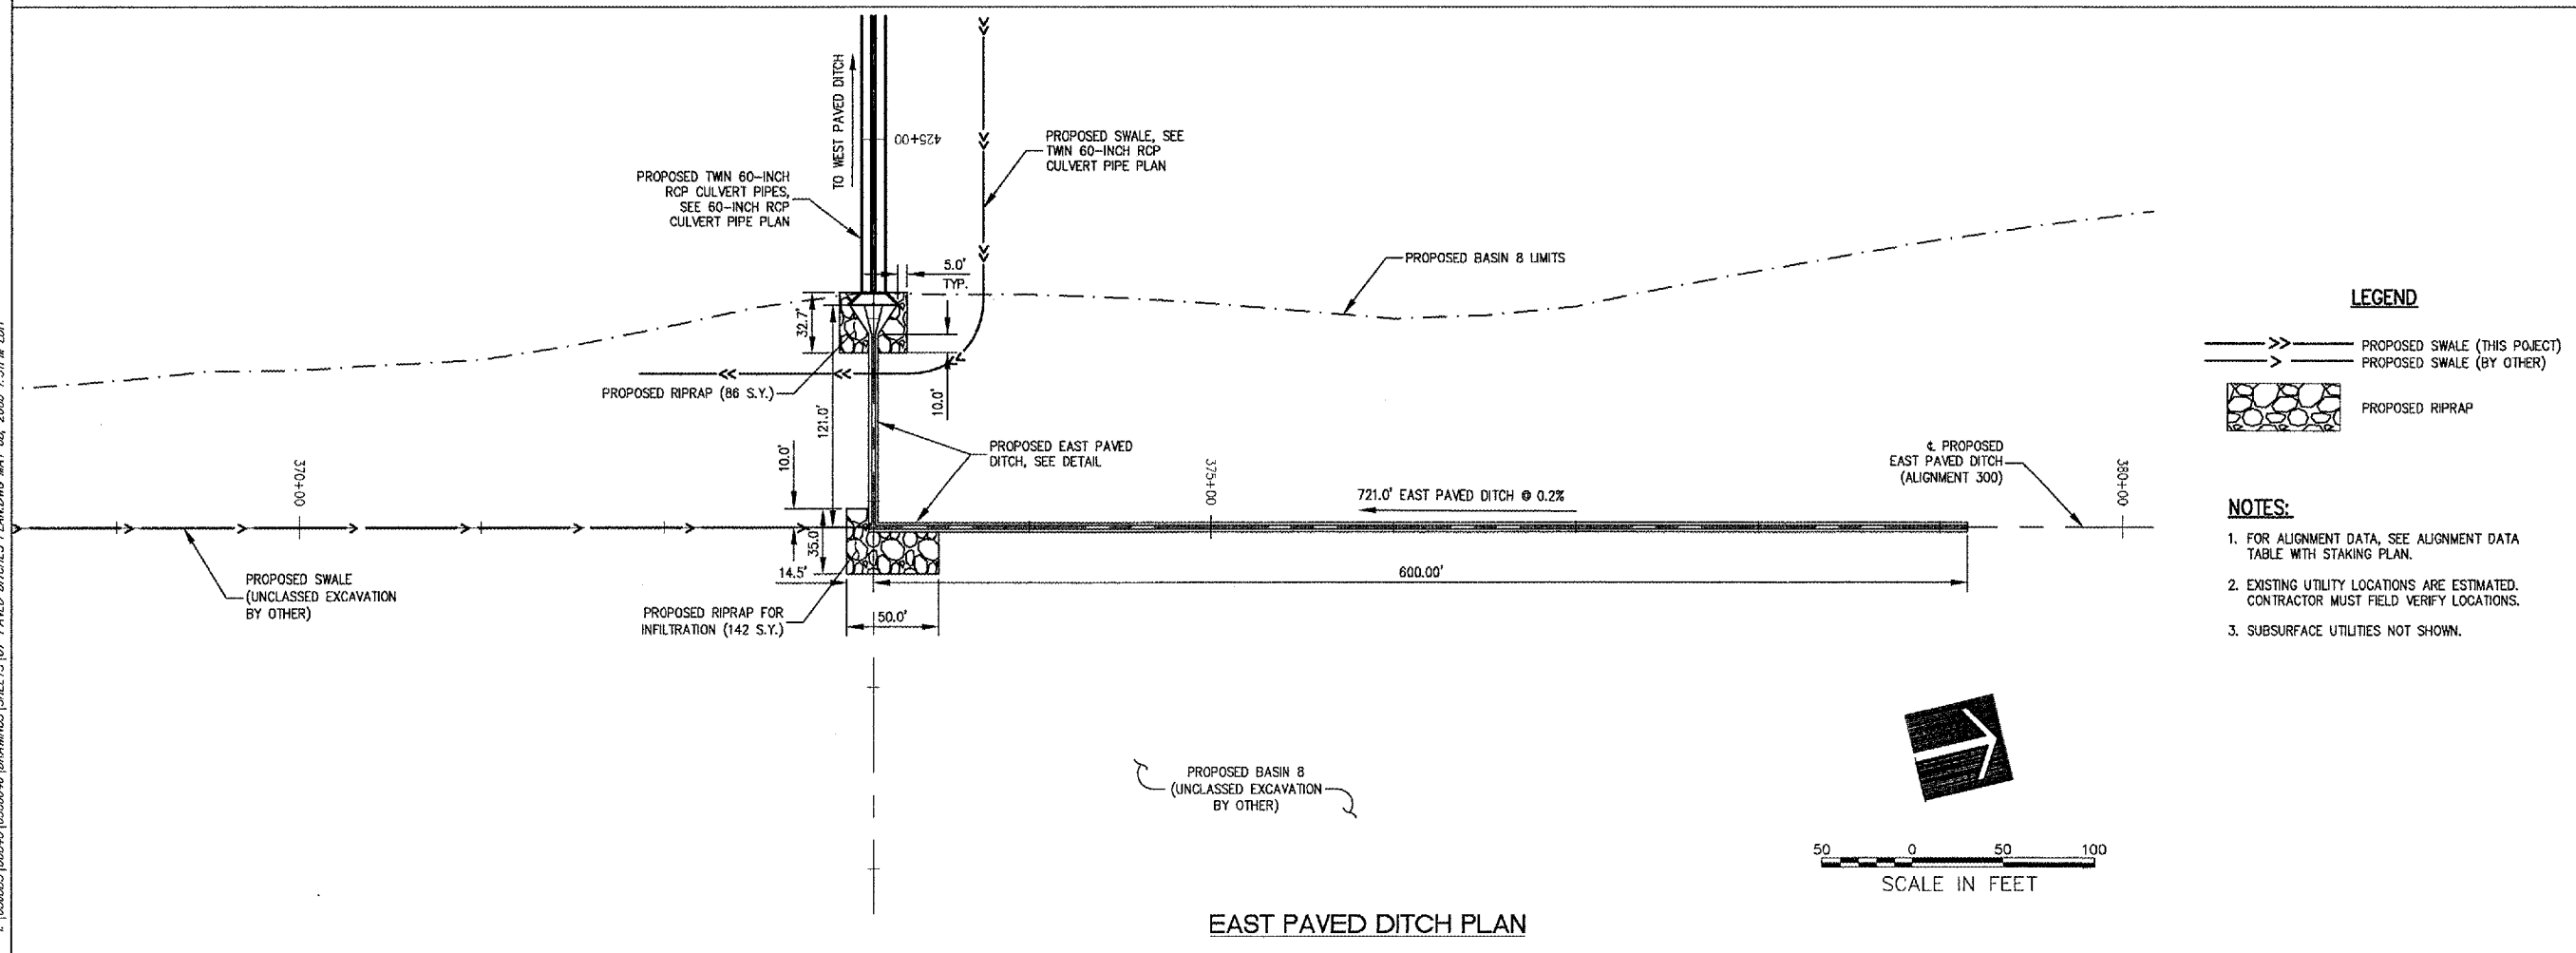 TO WEST PAVED DITCH
425+00
PROPOSED TWIN 60-INCH
RCP CULVERT PIPES,
SEE 60-INCH RCP
CULVERT PIPE PLAN
PROPOSED SWALE, SEE
TWIN 60-INCH RCP
CULVERT PIPE PLAN
5.0'
TYP.
PROPOSED BASIN 8 LIMITS
32.7'
PROPOSED RIPRAP (86 S.Y.)
121.0'
10.0'
10.0'
PROPOSED EAST PAVED
DITCH, SEE DETAIL
370+00
375+00
380+00
721.0' EAST PAVED DITCH @ 0.2%
℄ PROPOSED
EAST PAVED DITCH
(ALIGNMENT 300)
PROPOSED SWALE
(UNCLASSED EXCAVATION
BY OTHER)
35.0'
14.5'
600.00'
50.0'
PROPOSED RIPRAP FOR
INFILTRATION (142 S.Y.)
PROPOSED BASIN 8
(UNCLASSED EXCAVATION
BY OTHER)
LEGEND
PROPOSED SWALE (THIS POJECT)
PROPOSED SWALE (BY OTHER)
PROPOSED RIPRAP
NOTES:
1. FOR ALIGNMENT DATA, SEE ALIGNMENT DATA
TABLE WITH STAKING PLAN.
2. EXISTING UTILITY LOCATIONS ARE ESTIMATED.
CONTRACTOR MUST FIELD VERIFY LOCATIONS.
3. SUBSURFACE UTILITIES NOT SHOWN.
50 0 50 100
SCALE IN FEET
EAST PAVED DITCH PLAN